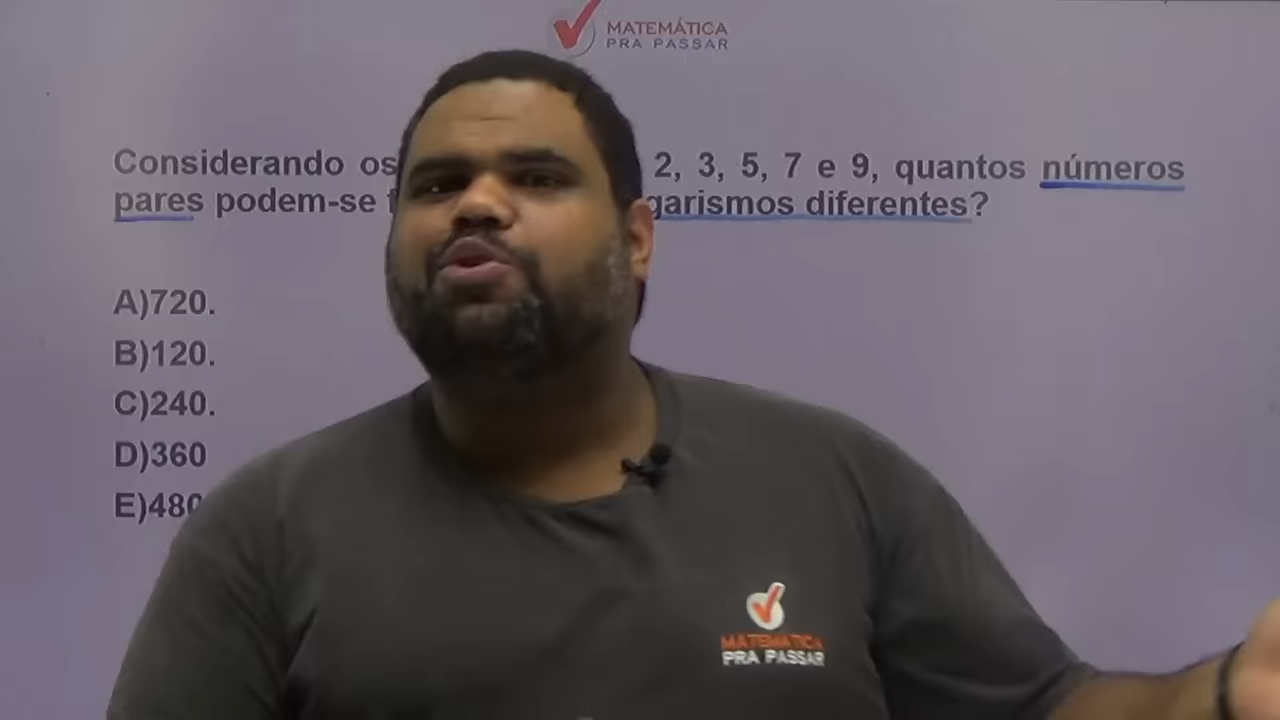 MATEMÁTICA
PRA PASSAR
Considerando os 2, 3, 5, 7 e 9, quantos números
pares podem-se garismos diferentes?
A)720.
B)120.
C)240.
D)360
E)480
MATEMÁTICA
PRA PASSAR